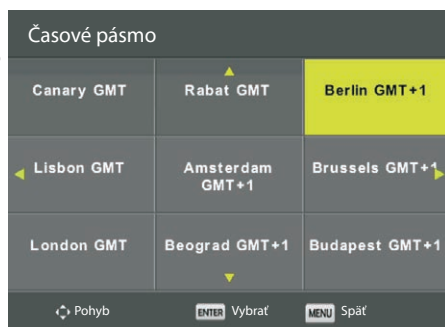 Časové pásmo
Canary GMT
Rabat GMT
Berlin GMT+1
Lisbon GMT
Amsterdam
GMT+1
Brussels GMT+1
London GMT
Beograd GMT+1
Budapest GMT+1
Pohyb
ENTER Vybrať
MENU Späť